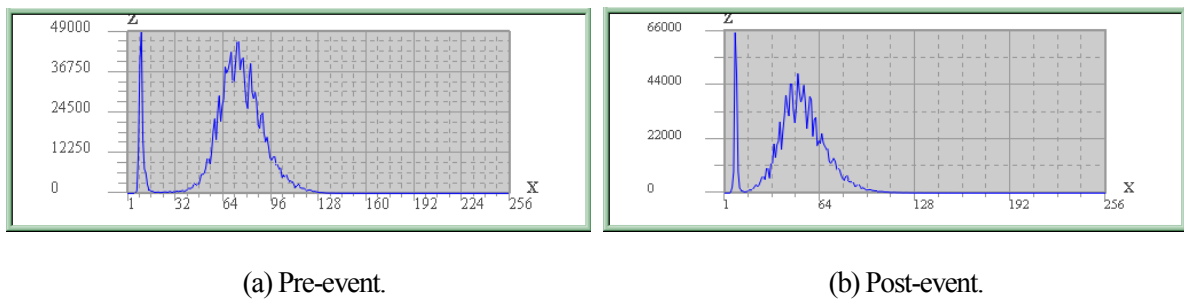 z
49000
36750
24500
12250
0
1 32 64 96 128 160 192 224 256
x
z
66000
44000
22000
0
1 64 128 192 256
x
(a) Pre-event.
(b) Post-event.